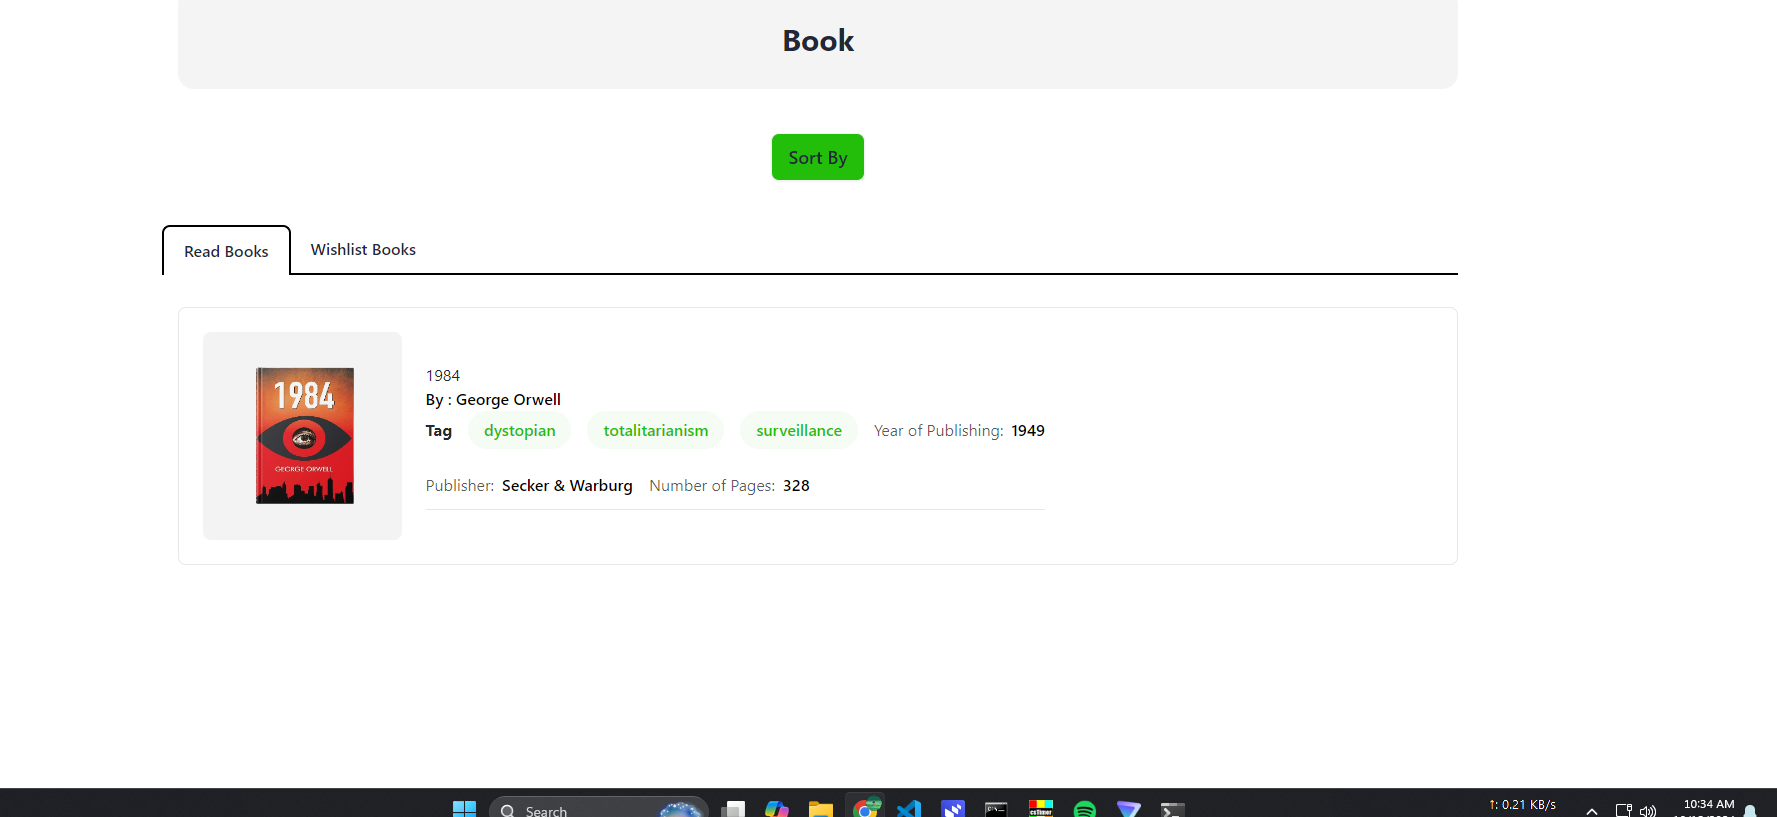 Book
Sort By
Read Books
Wishlist Books
1984
GEORGE ORWELL
1984
By : George Orwell
Tag dystopian totalitarianism surveillance Year of Publishing: 1949
Publisher: Secker & Warburg Number of Pages: 328
Search
csTimer
↑: 0.21 KB/s
10:34 AM